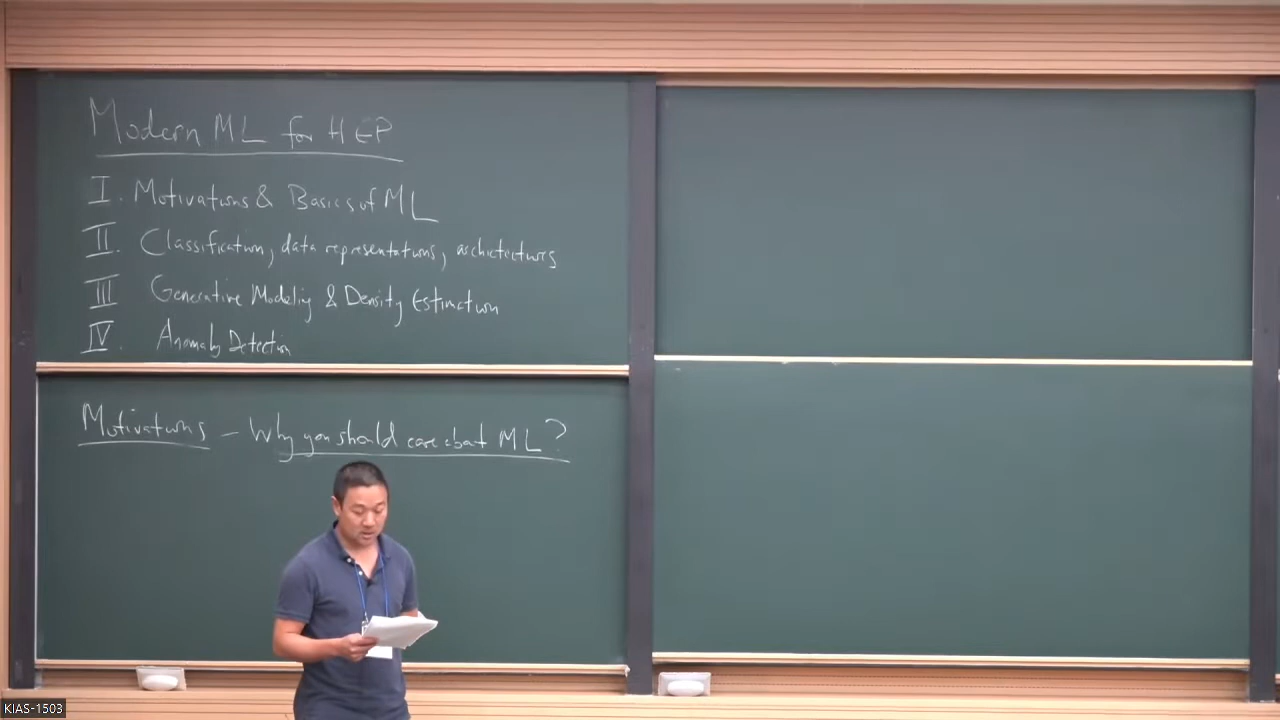 Modern ML for HEP
I. Motivations & Basics of ML
II. Classification, data representations, architectures
III Generative Modeling & Density Estimation
IV. Anomaly Detection
Motivations – Why you should care about ML?
KIAS-1503